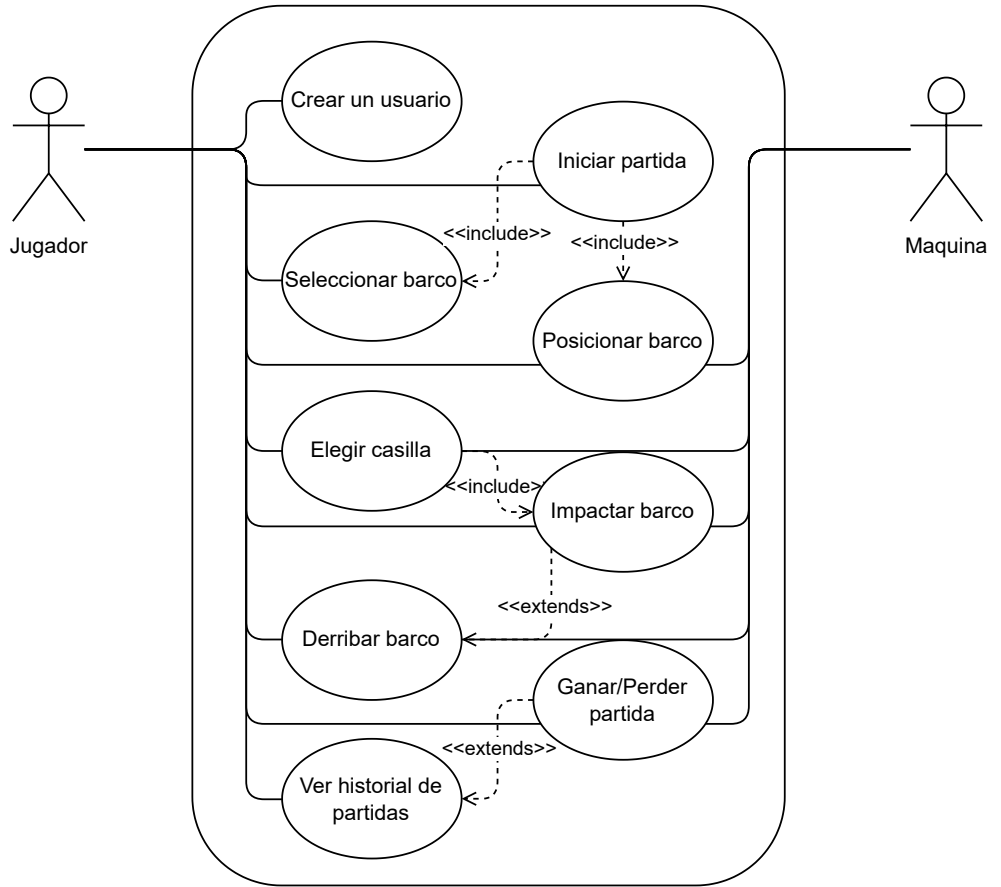 Crear un usuario
Iniciar partida
Jugador
Maquina
<<include>>
<<include>>
Seleccionar barco
Posicionar barco
Elegir casilla
<<include>
Impactar barco
<<extends>>
Derribar barco
Ganar/Perder
partida
<<extends>>
Ver historial de
partidas